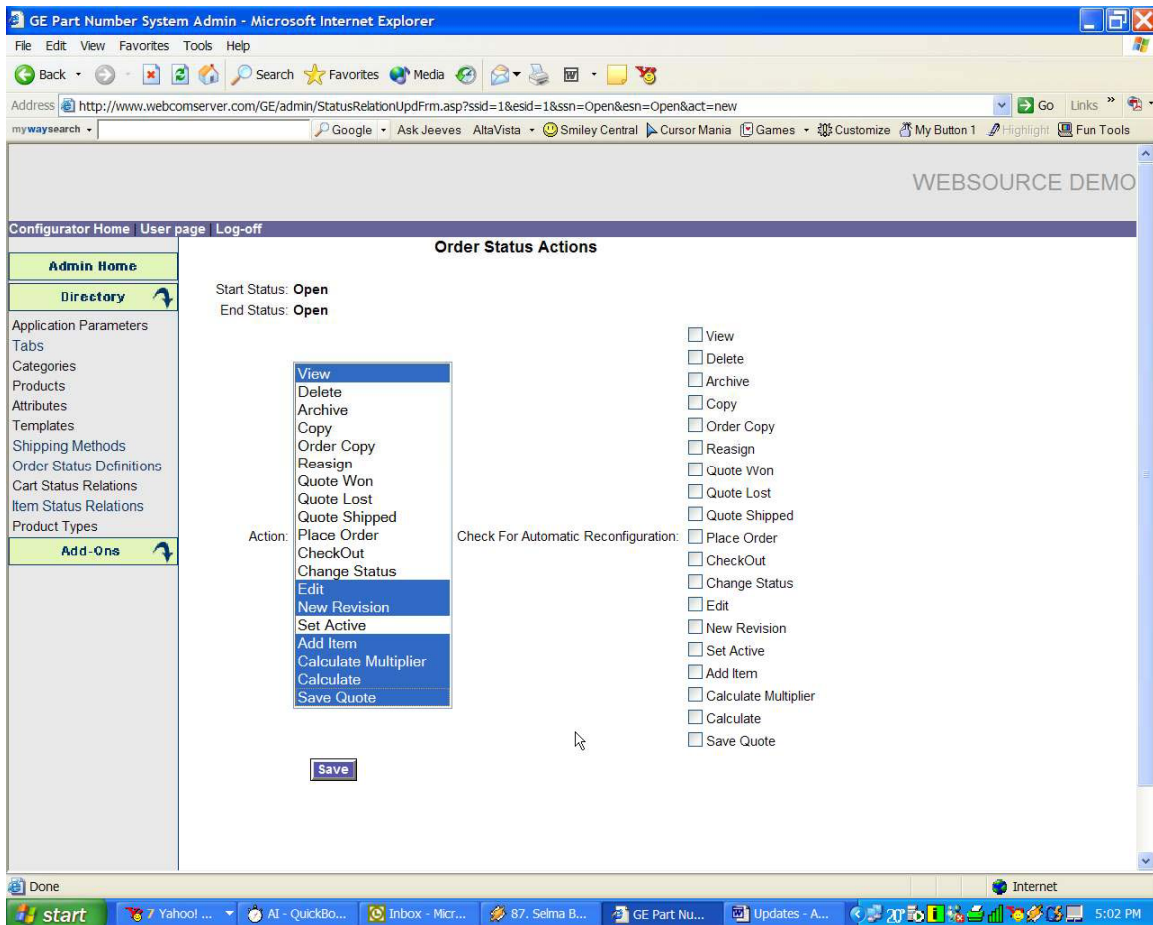 GE Part Number System Admin - Microsoft Internet Explorer
File Edit View Favorites Tools Help
Back Search Favorites Media
Address http://www.webcomserver.com/GE/admin/StatusRelationUpdFrm.asp?ssid=1&esid=1&ssn=Open&esn=Open&act=new Go Links »
mywaysearch Google Ask Jeeves AltaVista Smiley Central Cursor Mania Games Customize My Button 1 Highlight Fun Tools
WEBSOURCE DEMO
Configurator Home | User page | Log-off
Order Status Actions
Admin Home
Directory
Application Parameters
Tabs
Categories
Products
Attributes
Templates
Shipping Methods
Order Status Definitions
Cart Status Relations
Item Status Relations
Product Types
Add-Ons
Start Status: Open
End Status: Open
Action:
View
Delete
Archive
Copy
Order Copy
Reasign
Quote Won
Quote Lost
Quote Shipped
Place Order
CheckOut
Change Status
Edit
New Revision
Set Active
Add Item
Calculate Multiplier
Calculate
Save Quote
Check For Automatic Reconfiguration:
View
Delete
Archive
Copy
Order Copy
Reasign
Quote Won
Quote Lost
Quote Shipped
Place Order
CheckOut
Change Status
Edit
New Revision
Set Active
Add Item
Calculate Multiplier
Calculate
Save Quote
Save
Done Internet
start 7 Yahoo! ... AI - QuickBo... Inbox - Micr... 87. Selma B... GE Part Nu... Updates - A... 5:02 PM